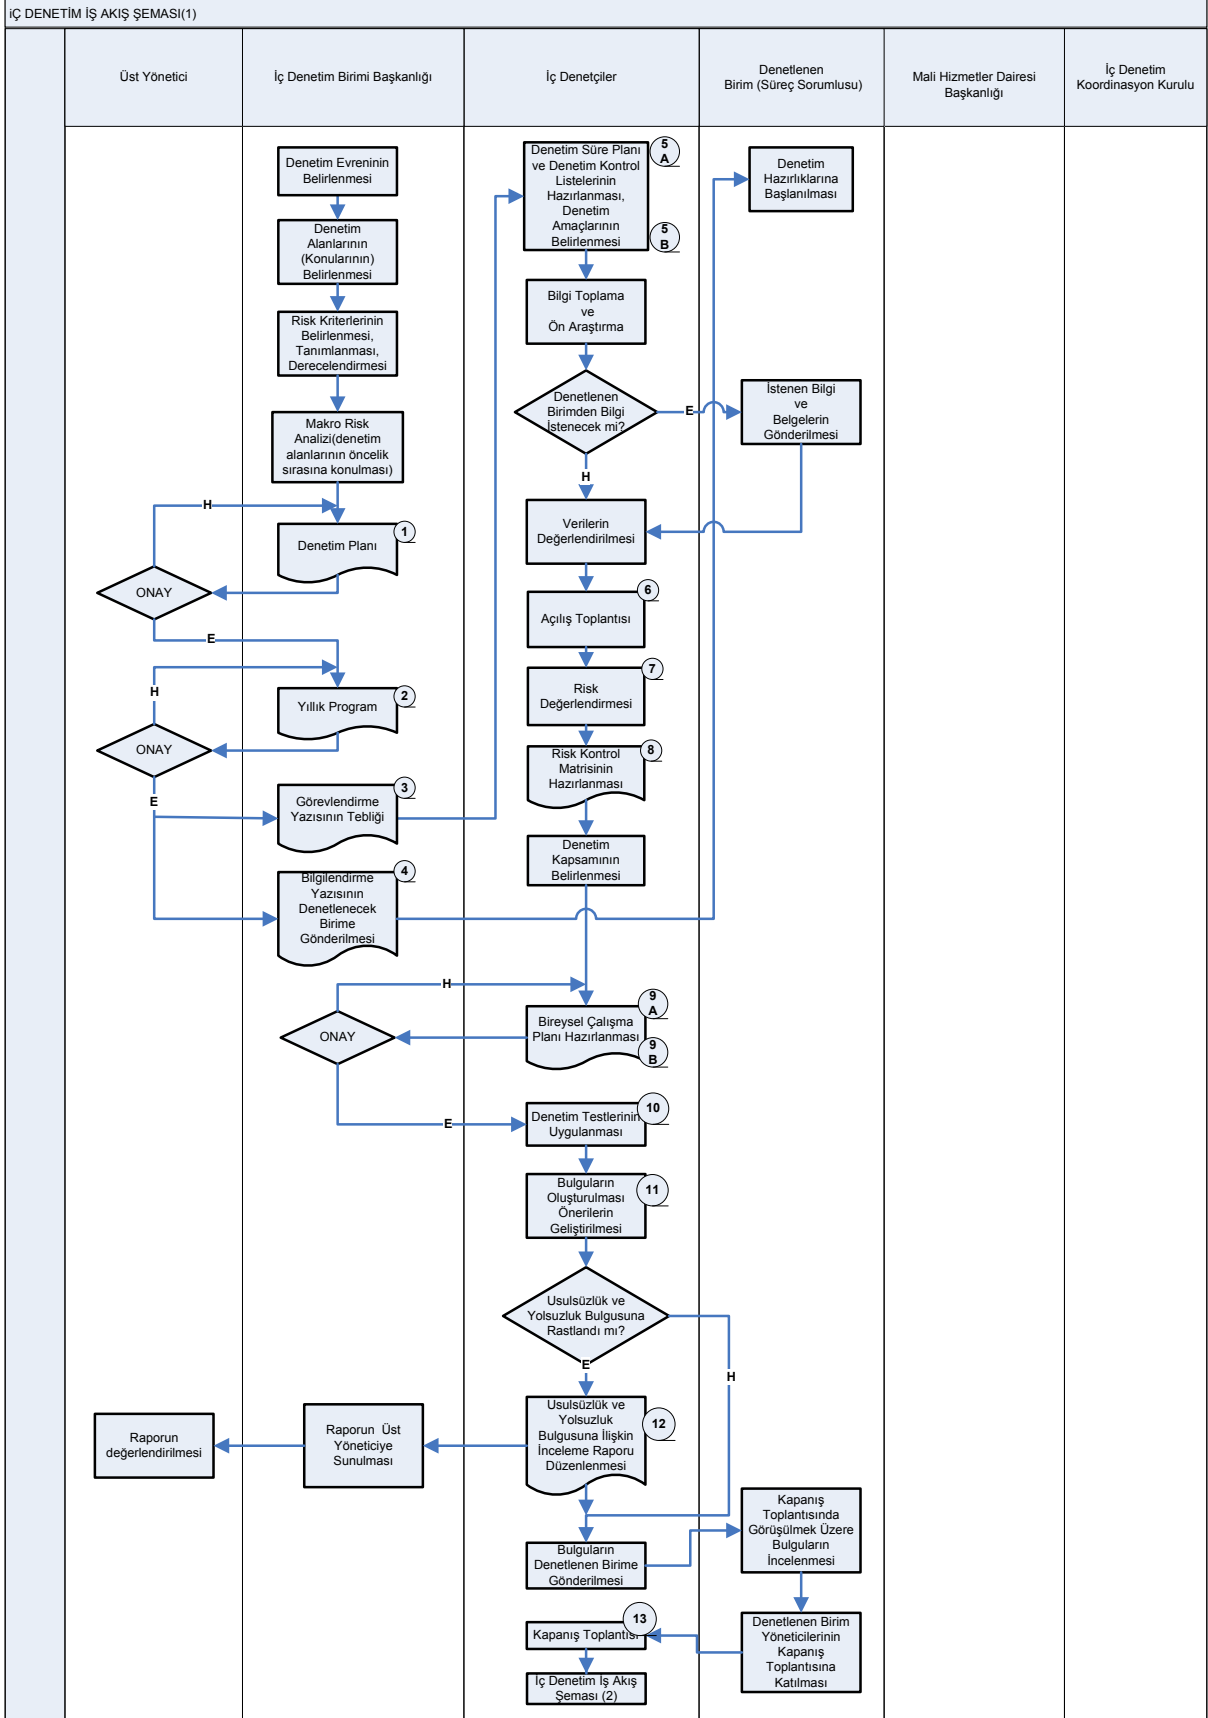 İÇ DENETİM İŞ AKIŞ ŞEMASI(1)
Üst Yönetici
İç Denetim Birimi Başkanlığı
İç Denetçiler
Denetlenen
Birim (Süreç Sorumlusu)
Mali Hizmetler Dairesi
Başkanlığı
İç Denetim
Koordinasyon Kurulu
Denetim Evreninin
Belirlenmesi
Denetim
Alanlarının
(Konularının)
Belirlenmesi
Risk Kriterlerinin
Belirlenmesi,
Tanımlanması,
Derecelendirmesi
Makro Risk
Analizi(denetim
alanlarının öncelik
sırasına konulması)
H
Denetim Planı
1
ONAY
E
H
Yıllık Program
2
ONAY
E
Görevlendirme
Yazısının Tebliği
3
Bilgilendirme
Yazısının
Denetlenecek
Birime
Gönderilmesi
4
Denetim Süre Planı
ve Denetim Kontrol
Listelerinin
Hazırlanması,
Denetim
Amaçlarının
Belirlenmesi
5
A
5
B
Denetim
Hazırlıklarına
Başlanılması
Bilgi Toplama
ve
Ön Araştırma
Denetlenen
Birimden Bilgi
İstenecek mi?
E
H
İstenen Bilgi
ve
Belgelerin
Gönderilmesi
Verilerin
Değerlendirilmesi
Açılış Toplantısı
6
Risk
Değerlendirmesi
7
Risk Kontrol
Matrisinin
Hazırlanması
8
Denetim
Kapsamının
Belirlenmesi
H
ONAY
Bireysel Çalışma
Planı Hazırlanması
9
A
9
B
E
Denetim Testlerinin
Uygulanması
10
Bulguların
Oluşturulması
Önerilerin
Geliştirilmesi
11
Usulsüzlük ve
Yolsuzluk Bulgusuna
Rastlandı mı?
E
H
Usulsüzlük ve
Yolsuzluk
Bulgusuna İlişkin
İnceleme Raporu
Düzenlenmesi
12
Raporun Üst
Yöneticiye
Sunulması
Raporun
değerlendirilmesi
Bulguların
Denetlenen Birime
Gönderilmesi
Kapanış
Toplantısında
Görüşülmek Üzere
Bulguların
İncelenmesi
Denetlenen Birim
Yöneticilerinin
Kapanış
Toplantısına
Katılması
Kapanış Toplantısı
13
İç Denetim İş Akış
Şeması (2)